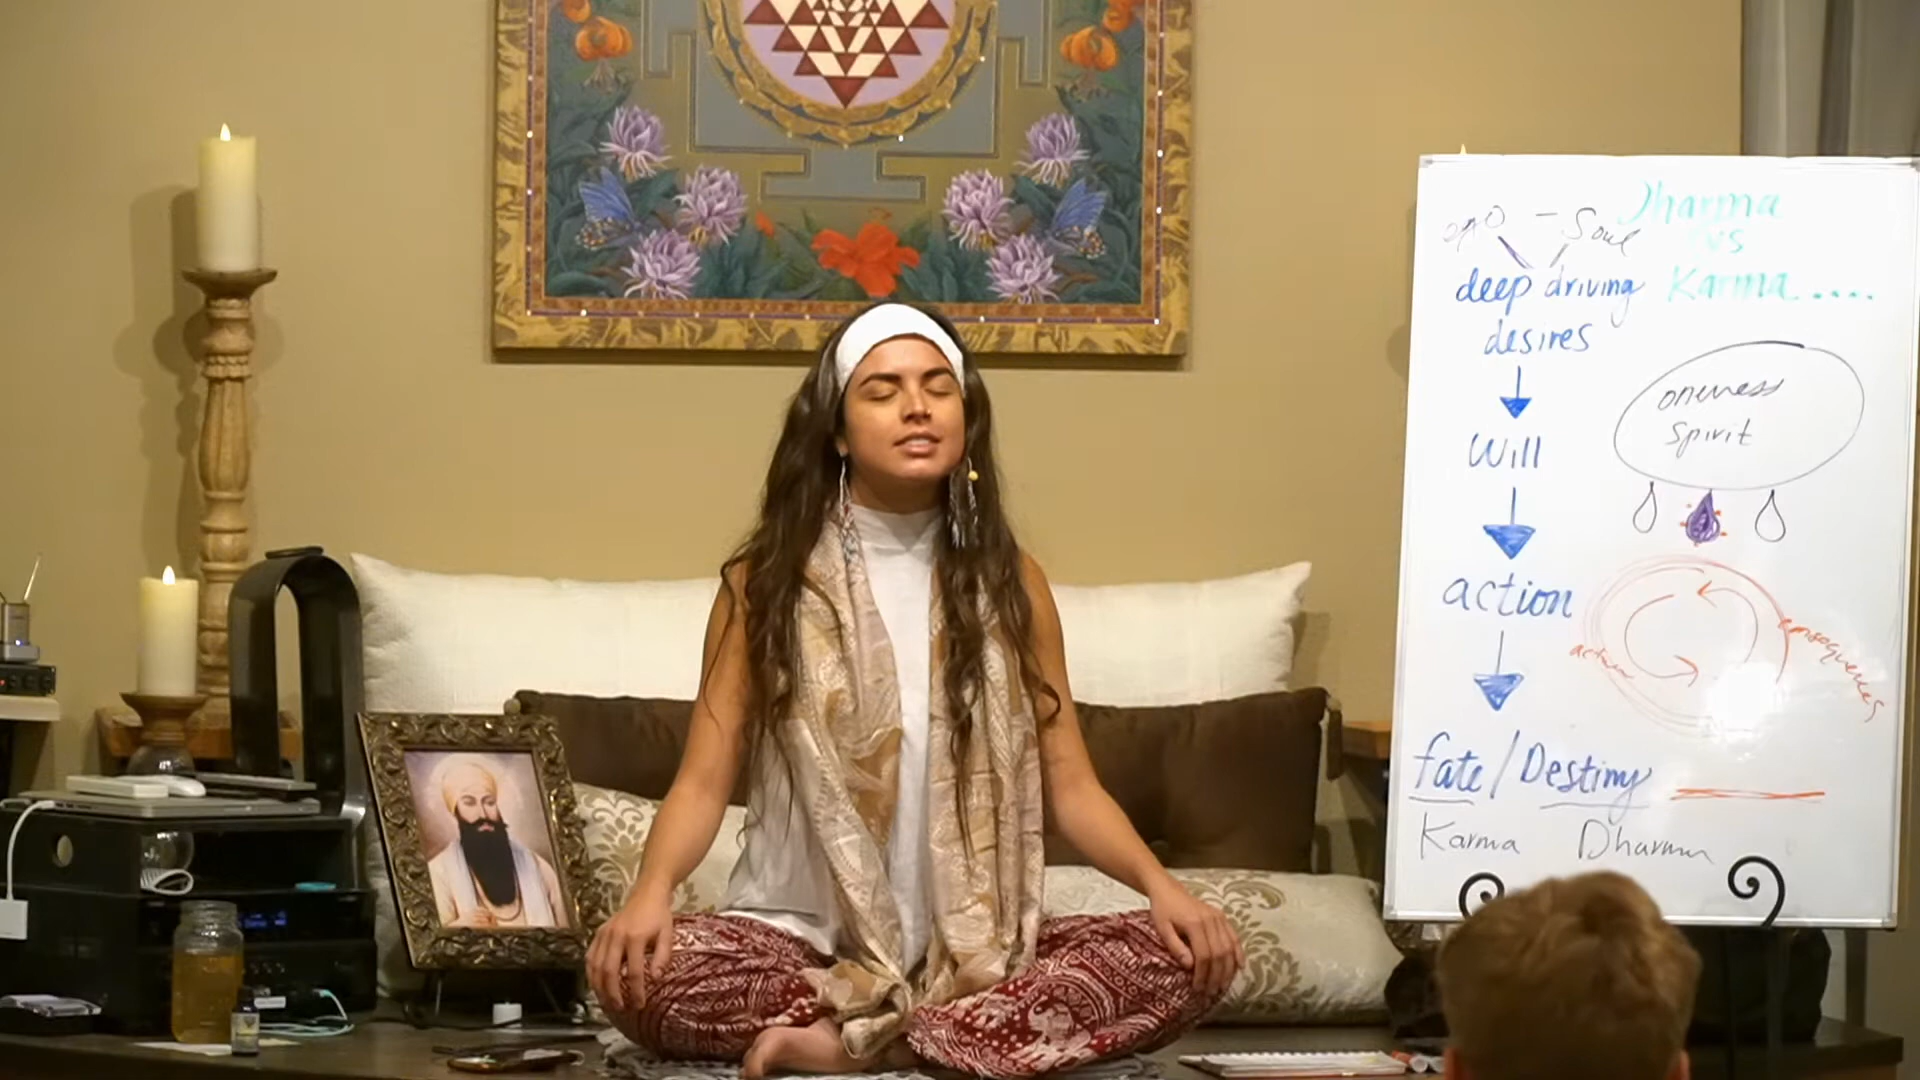 Dharma
vs
Karma....
ego - Soul
deep driving
desires
Will
action
fate/Destiny
Karma Dharma
oneness
Spirit
action
consequences